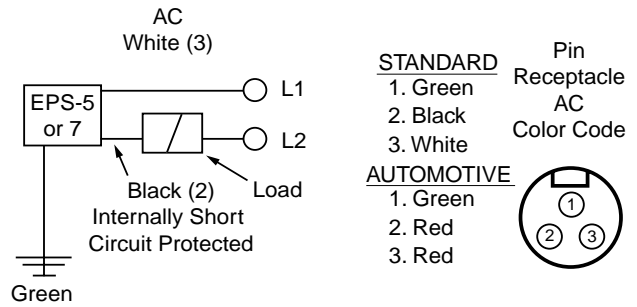 AC
White (3)
EPS-5
or 7
L1
L2
Black (2)
Internally Short
Circuit Protected
Load
Green
STANDARD
1. Green
2. Black
3. White
AUTOMOTIVE
1. Green
2. Red
3. Red
Pin
Receptacle
AC
Color Code
1
2
3